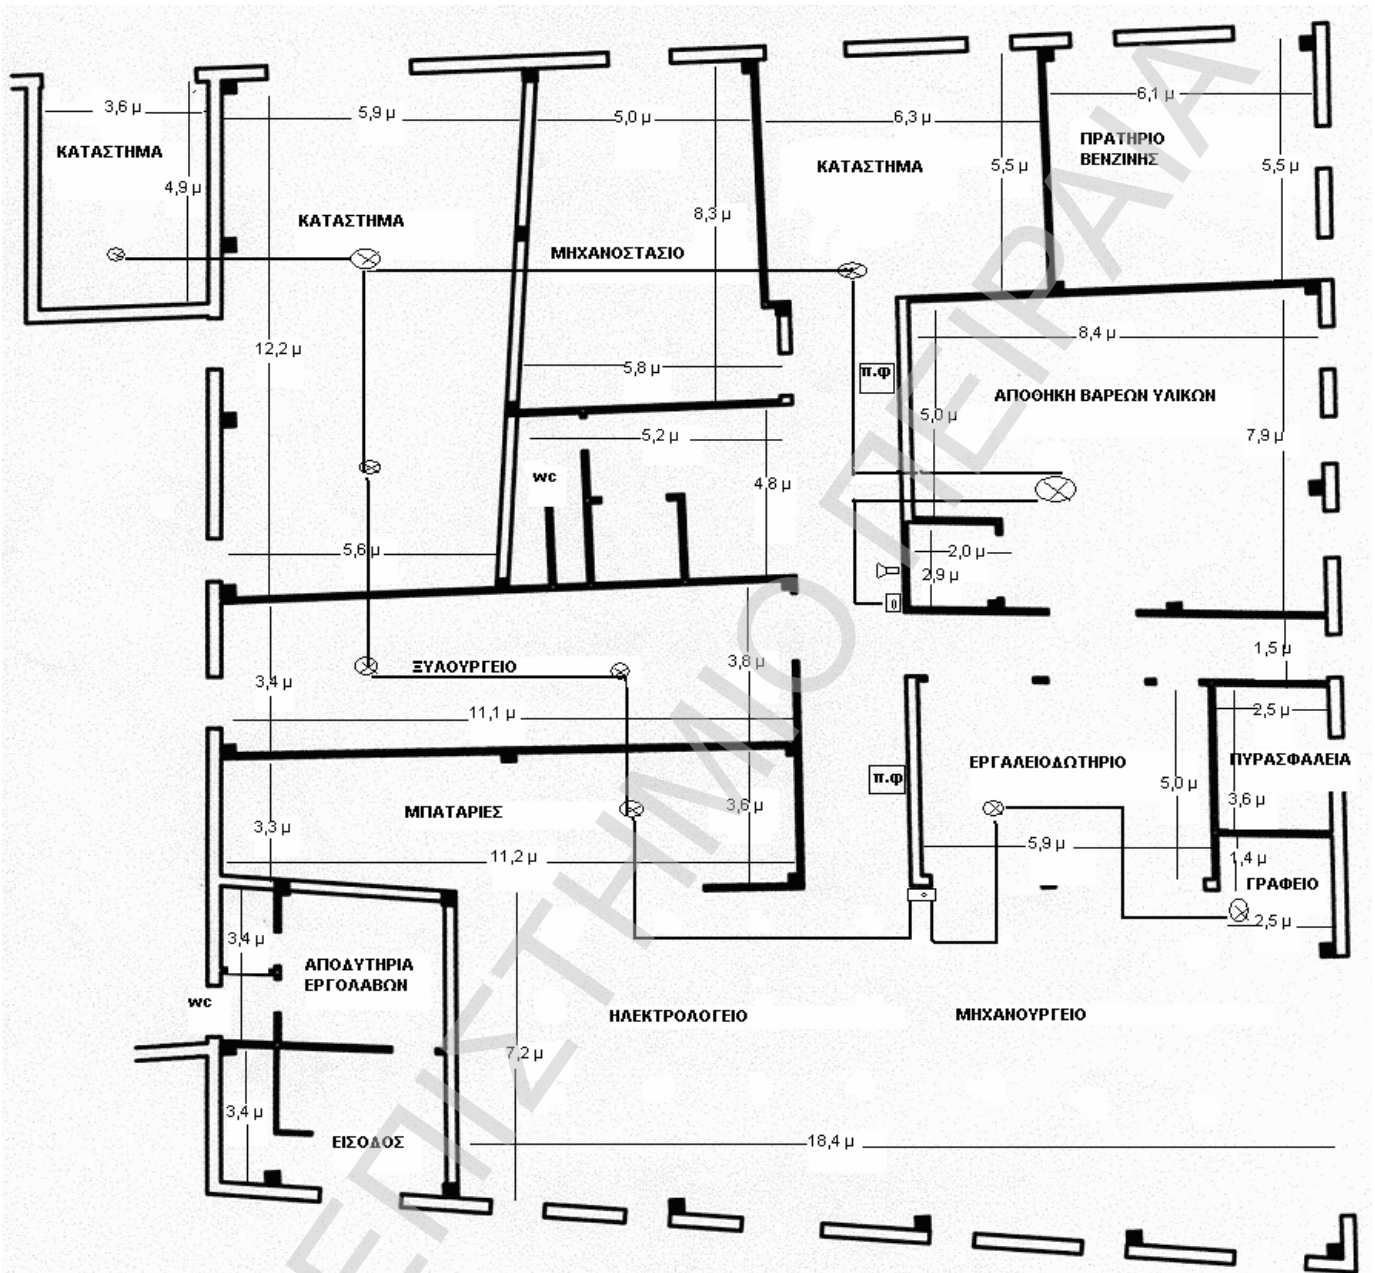 3,6 μ
5,9 μ
5,0 μ
6,3 μ
6,1 μ
ΚΑΤΑΣΤΗΜΑ
4,9 μ
ΚΑΤΑΣΤΗΜΑ
5,5 μ
ΠΡΑΤΗΡΙΟ
ΒΕΝΖΙΝΗΣ
5,5 μ
ΚΑΤΑΣΤΗΜΑ
8,3 μ
ΜΗΧΑΝΟΣΤΑΣΙΟ
12,2 μ
5,8 μ
π.φ
8,4 μ
ΑΠΟΘΗΚΗ ΒΑΡΕΩΝ ΥΛΙΚΩΝ
5,0 μ
7,9 μ
5,2 μ
wc
4,8 μ
5,6 μ
2,0 μ
2,9 μ
ΞΥΛΟΥΡΓΕΙΟ
3,8 μ
1,5 μ
3,4 μ
11,1 μ
2,5 μ
π.φ
ΕΡΓΑΛΕΙΟΔΩΤΗΡΙΟ
ΠΥΡΑΣΦΑΛΕΙΑ
5,0 μ
3,6 μ
ΜΠΑΤΑΡΙΕΣ
3,6 μ
3,3 μ
11,2 μ
5,9 μ
1,4 μ
ΓΡΑΦΕΙΟ
2,5 μ
3,4 μ
ΑΠΟΔΥΤΗΡΙΑ
ΕΡΓΟΛΑΒΩΝ
wc
ΗΛΕΚΤΡΟΛΟΓΕΙΟ
ΜΗΧΑΝΟΥΡΓΕΙΟ
7,2 μ
3,4 μ
ΕΙΣΟΔΟΣ
18,4 μ
ΕΠΙΣΤΗΜΙΟ ΠΕΙΡΑΙΑ